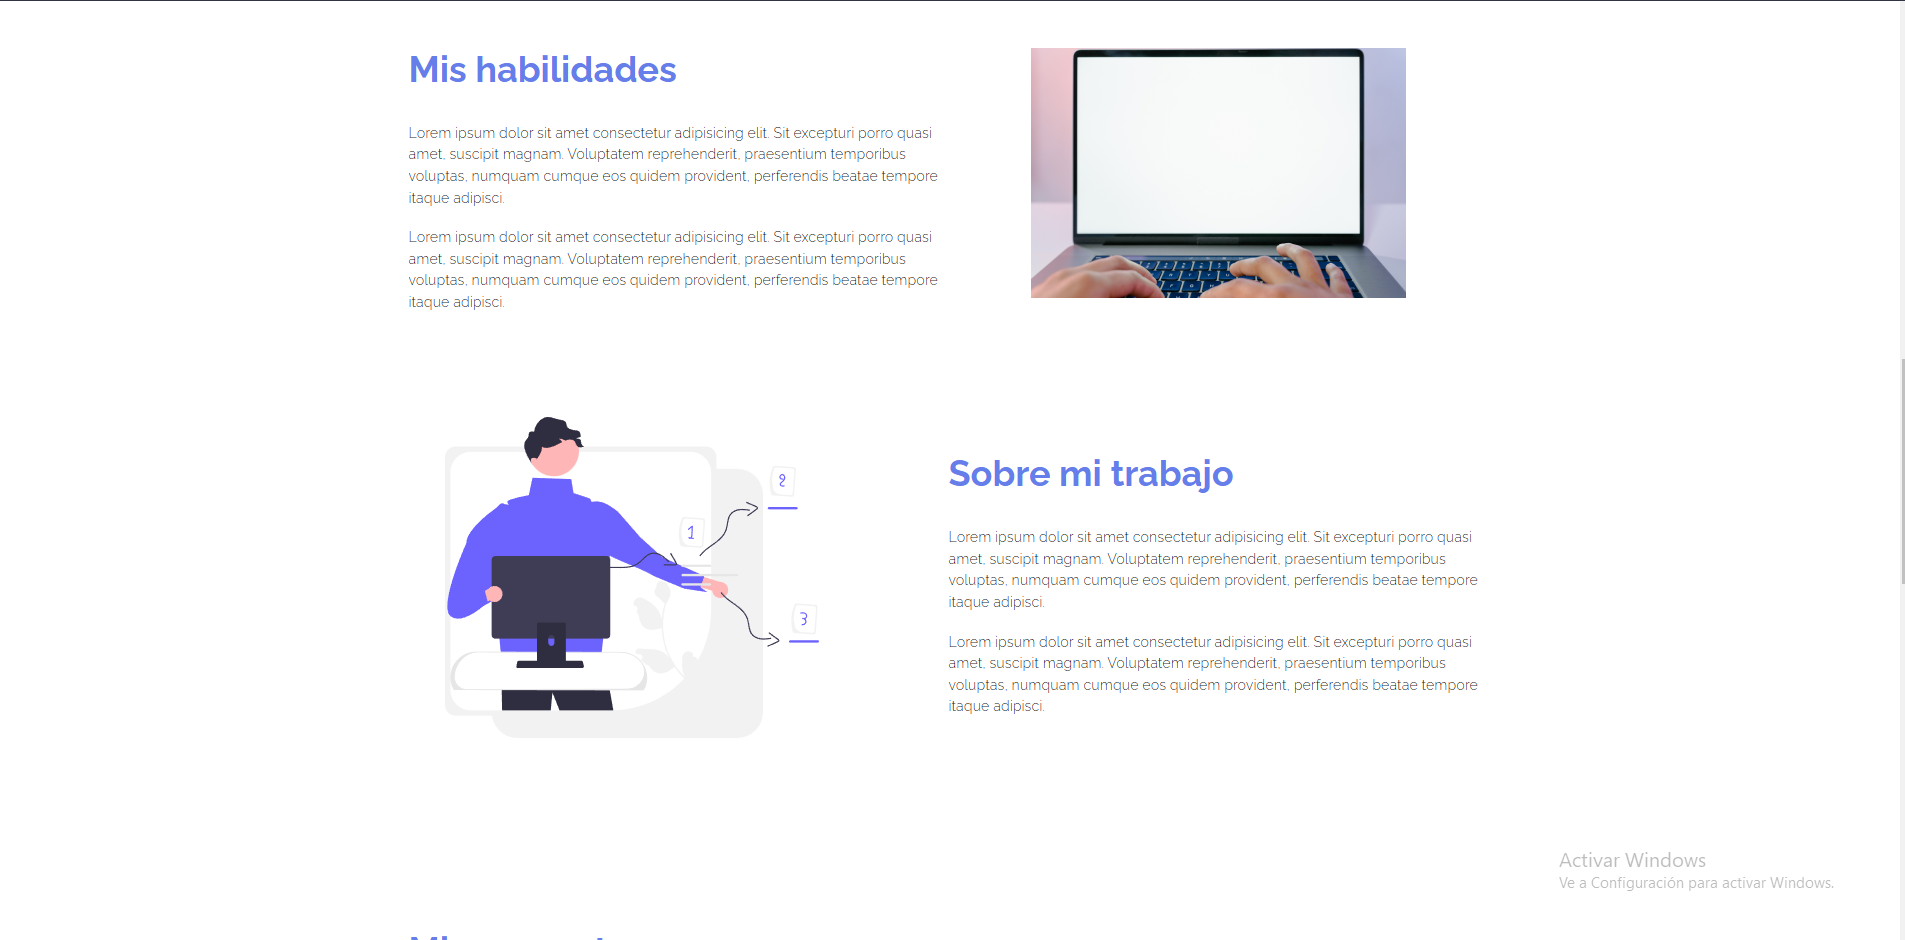 Mis habilidades
Lorem ipsum dolor sit amet consectetur adipisicing elit. Sit excepturi porro quasi
amet, suscipit magnam. Voluptatem reprehenderit, praesentium temporibus
voluptas, numquam cumque eos quidem provident, perferendis beatae tempore
itaque adipisci.
Lorem ipsum dolor sit amet consectetur adipisicing elit. Sit excepturi porro quasi
amet, suscipit magnam. Voluptatem reprehenderit, praesentium temporibus
voluptas, numquam cumque eos quidem provident, perferendis beatae tempore
itaque adipisci.
2
1
3
Sobre mi trabajo
Lorem ipsum dolor sit amet consectetur adipisicing elit. Sit excepturi porro quasi
amet, suscipit magnam. Voluptatem reprehenderit, praesentium temporibus
voluptas, numquam cumque eos quidem provident, perferendis beatae tempore
itaque adipisci.
Lorem ipsum dolor sit amet consectetur adipisicing elit. Sit excepturi porro quasi
amet, suscipit magnam. Voluptatem reprehenderit, praesentium temporibus
voluptas, numquam cumque eos quidem provident, perferendis beatae tempore
itaque adipisci.
Activar Windows
Ve a Configuración para activar Windows.